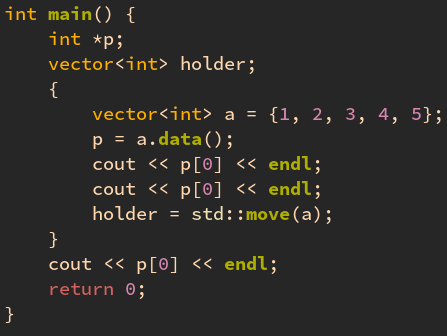 int main() {
    int *p;
    vector<int> holder;
    {
        vector<int> a = {1, 2, 3, 4, 5};
        p = a.data();
        cout << p[0] << endl;
        cout << p[0] << endl;
        holder = std::move(a);
    }
    cout << p[0] << endl;
    return 0;
}